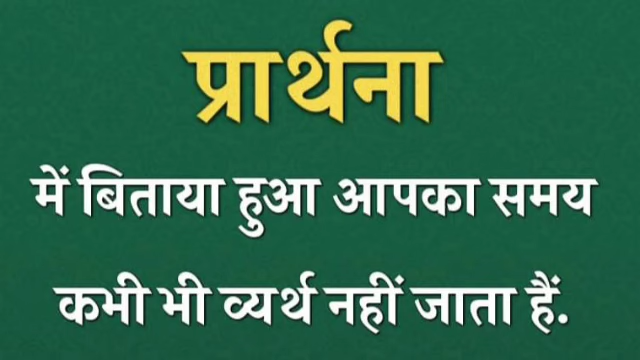 प्रार्थना
में बिताया हुआ आपका समय
कभी भी व्यर्थ नहीं जाता हैं.